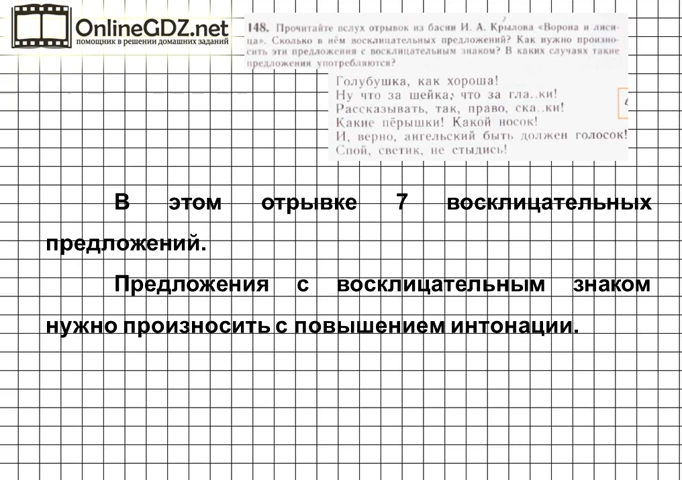 OnlineGDZ.net
помощник в решении домашних заданий
148. Прочитайте вслух отрывок из басни И. А. Крылова «Ворона и лиси-
ца». Сколько в нём восклицательных предложений? Как нужно произно-
сить эти предложения с восклицательным знаком? В каких случаях такие
предложения употребляются?
Голубушка, как хороша!
Ну что за шейка, что за гла..ки!
Рассказывать, так, право, ска..ки!
Какие пёрышки! Какой носок!
И, верно, ангельский быть должен голосок!
Спой, светик, не стыдись!
В этом отрывке 7 восклицательных
предложений.
Предложения с восклицательным знаком
нужно произносить с повышением интонации.